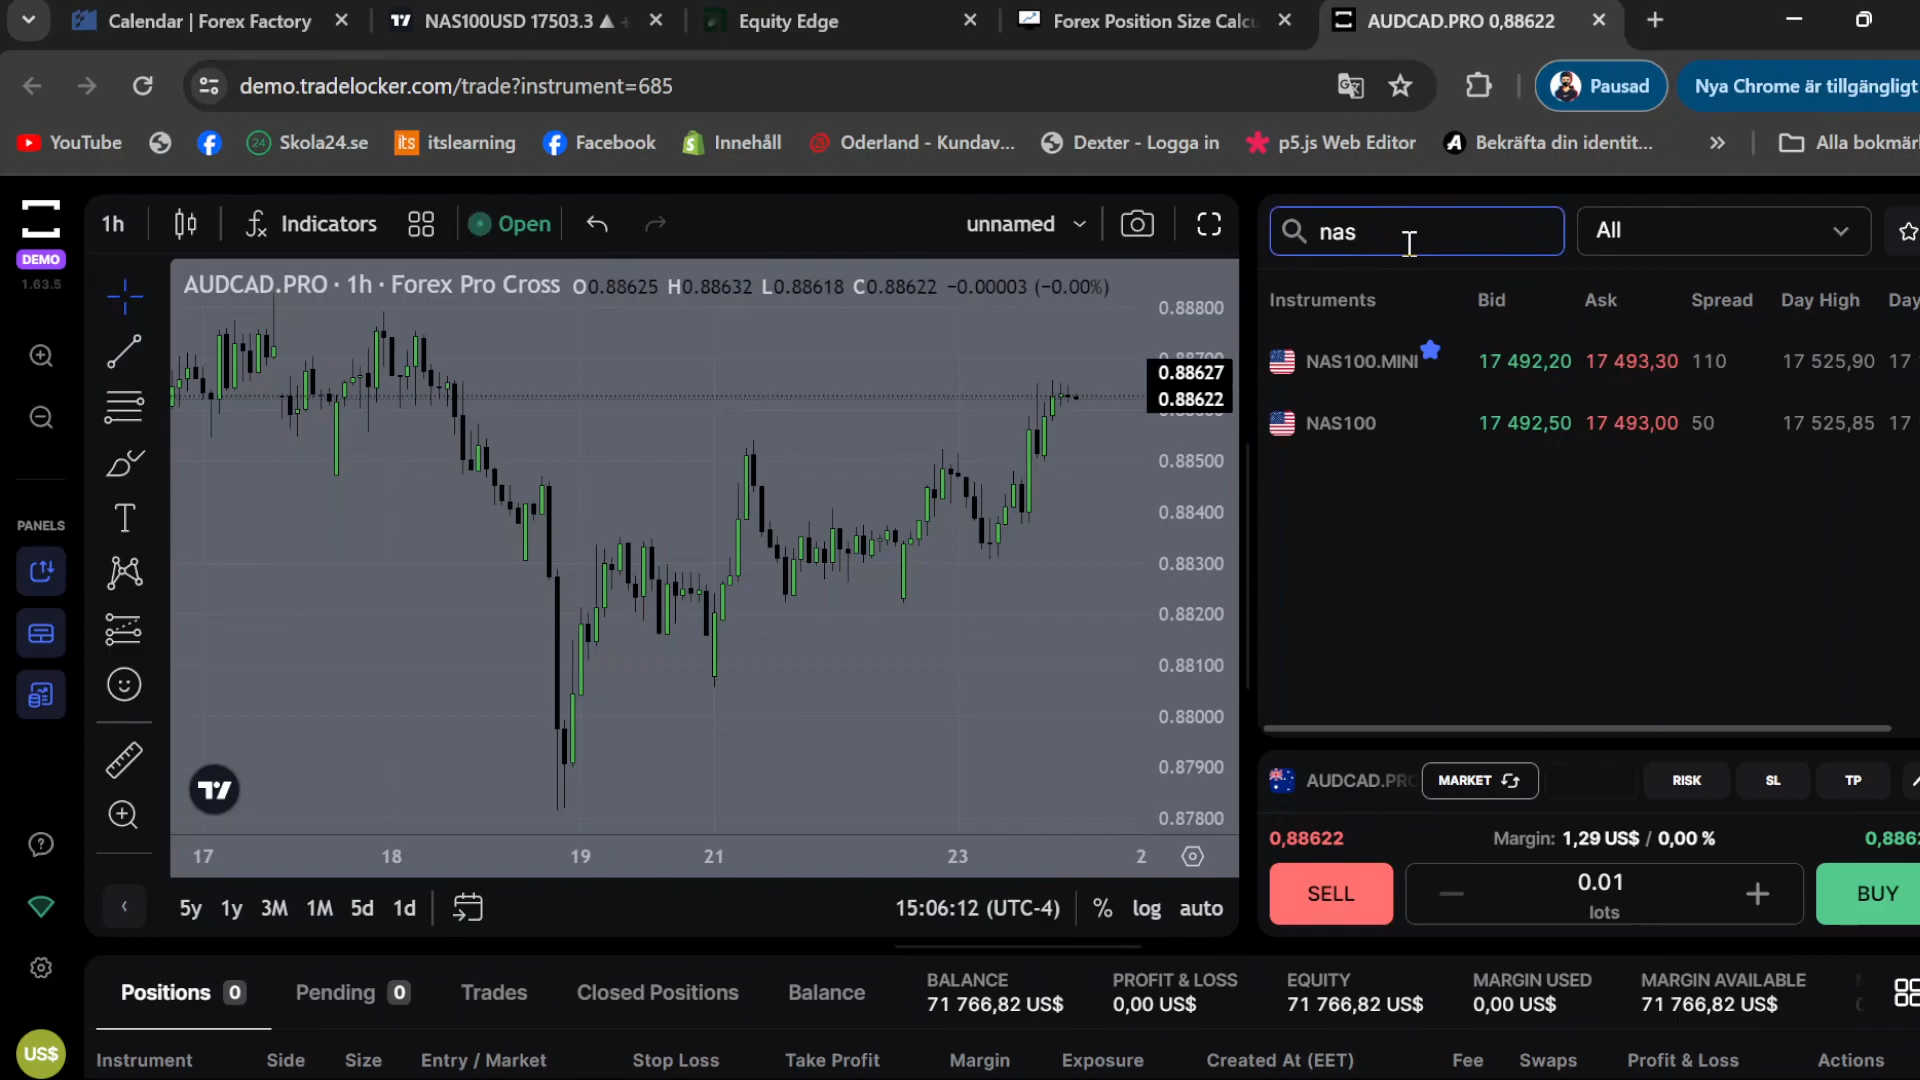 Calendar | Forex Factory
NAS100USD 17503.3 ▲
Equity Edge
Forex Position Size Calcu
AUDCAD.PRO 0,88622
demo.tradelocker.com/trade?instrument=685
Pausad
Nya Chrome är tillgängligt
YouTube
Skola24.se
itslearning
Facebook
Innehåll
Oderland - Kundav...
Dexter - Logga in
p5.js Web Editor
Bekräfta din identit...
Alla bokmärk
DEMO
1.63.5
PANELS
US$
1h
Indicators
Open
unnamed
AUDCAD.PRO · 1h · Forex Pro Cross O0.88625 H0.88632 L0.88618 C0.88622 −0.00003 (−0.00%)
0.88800
0.88627
0.88622
0.88500
0.88400
0.88300
0.88200
0.88100
0.88000
0.87900
0.87800
17 18 19 21 23 2
5y 1y 3M 1M 5d 1d
15:06:12 (UTC-4)
% log auto
nas
All
Instruments Bid Ask Spread Day High Day
NAS100.MINI 17 492,20 17 493,30 110 17 525,90 17
NAS100 17 492,50 17 493,00 50 17 525,85 17
AUDCAD.PRO MARKET RISK SL TP
0,88622 Margin: 1,29 US$ / 0,00 % 0,886
SELL
0.01
lots
BUY
Positions 0
Pending 0
Trades
Closed Positions
Balance
BALANCE
71 766,82 US$
PROFIT & LOSS
0,00 US$
EQUITY
71 766,82 US$
MARGIN USED
0,00 US$
MARGIN AVAILABLE
71 766,82 US$
Instrument Side Size Entry / Market Stop Loss Take Profit Margin Exposure Created At (EET) Fee Swaps Profit & Loss Actions